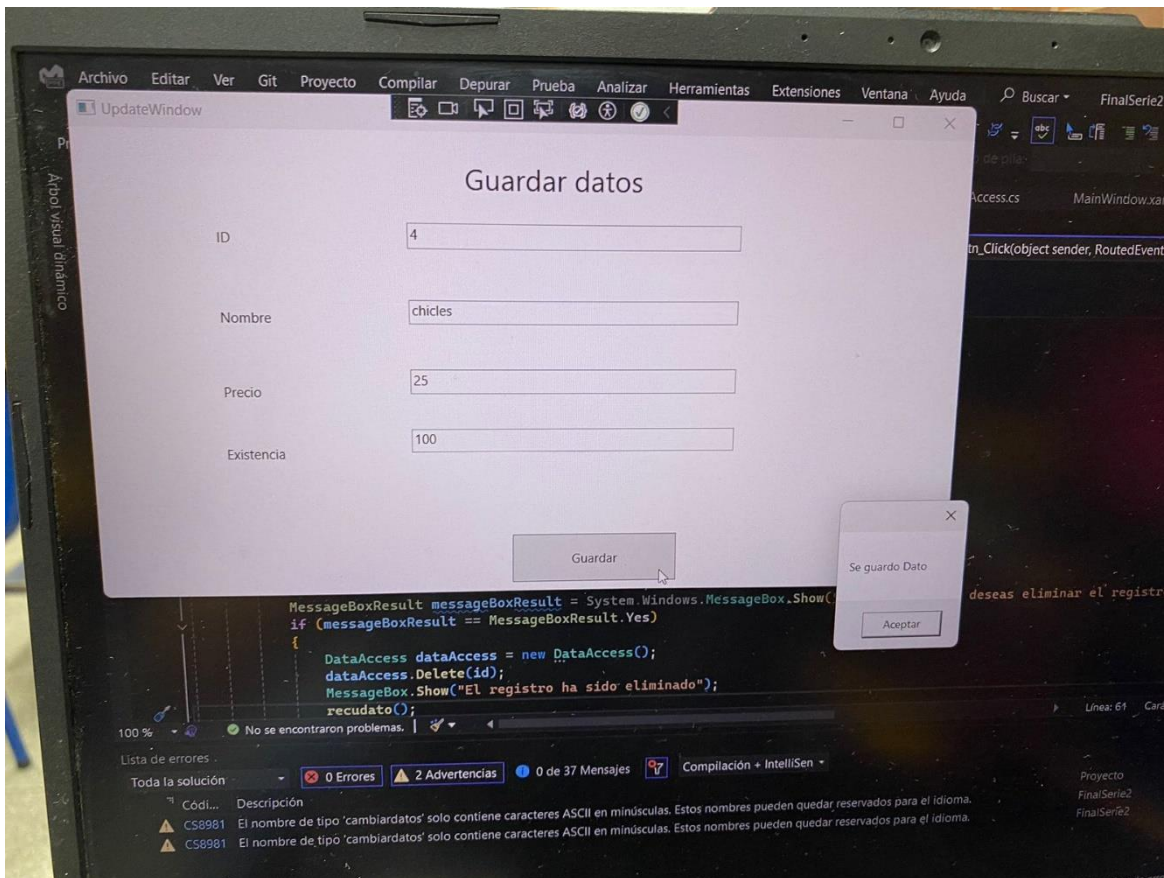 Archivo Editar Ver Git Proyecto Compilar Depurar Prueba Analizar Herramientas Extensiones Ventana Ayuda Buscar FinalSerie2
UpdateWindow
de pila:
Árbol visual dinámico
Access.cs MainWindow.xa
tn_Click(object sender, RoutedEvent
Guardar datos
ID 4
Nombre chicles
Precio 25
Existencia 100
Guardar
Se guardo Dato
Aceptar
MessageBoxResult messageBoxResult = System.Windows.MessageBox.Show( deseas eliminar el registr
if (messageBoxResult == MessageBoxResult.Yes)
{
DataAccess dataAccess = new DataAccess();
dataAccess.Delete(id);
MessageBox.Show("El registro ha sido eliminado");
recudato();
100 % No se encontraron problemas. Línea: 61 Cara
Lista de errores
Toda la solución 0 Errores 2 Advertencias 0 de 37 Mensajes Compilación + IntelliSen
Códi... Descripción Proyecto
CS8981 El nombre de tipo 'cambiardatos' solo contiene caracteres ASCII en minúsculas. Estos nombres pueden quedar reservados para el idioma. FinalSerie2
CS8981 El nombre de tipo 'cambiardatos' solo contiene caracteres ASCII en minúsculas. Estos nombres pueden quedar reservados para el idioma. FinalSerie2